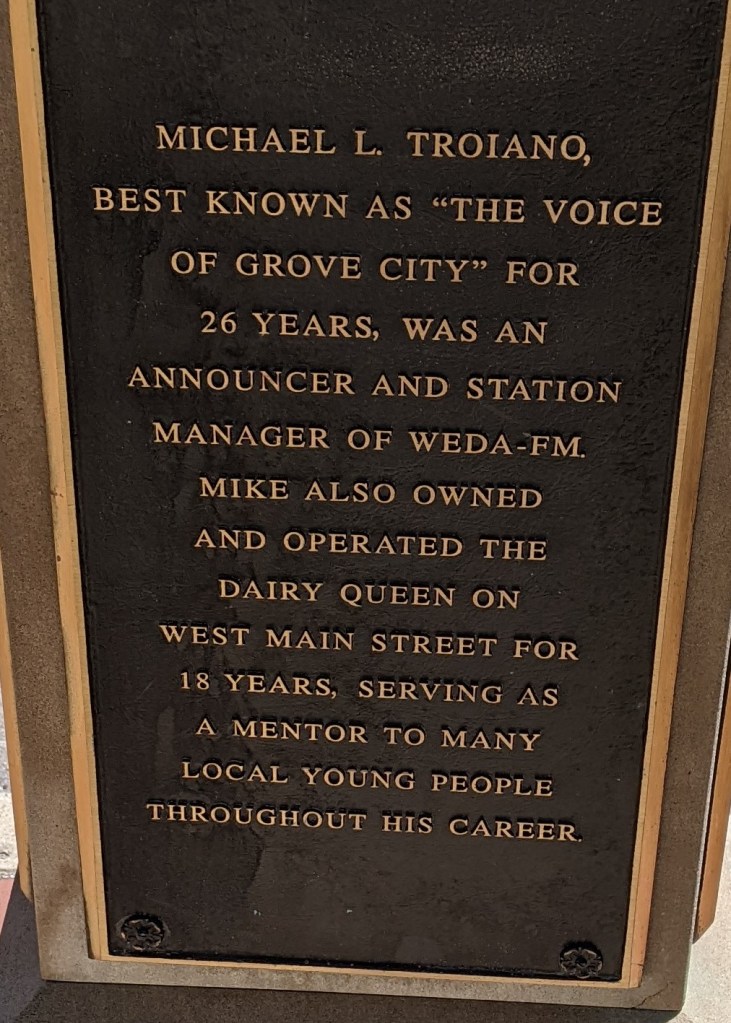 MICHAEL L. TROIANO,
BEST KNOWN AS “THE VOICE
OF GROVE CITY” FOR
26 YEARS, WAS AN
ANNOUNCER AND STATION
MANAGER OF WEDA-FM.
MIKE ALSO OWNED
AND OPERATED THE
DAIRY QUEEN ON
WEST MAIN STREET FOR
18 YEARS, SERVING AS
A MENTOR TO MANY
LOCAL YOUNG PEOPLE
THROUGHOUT HIS CAREER.